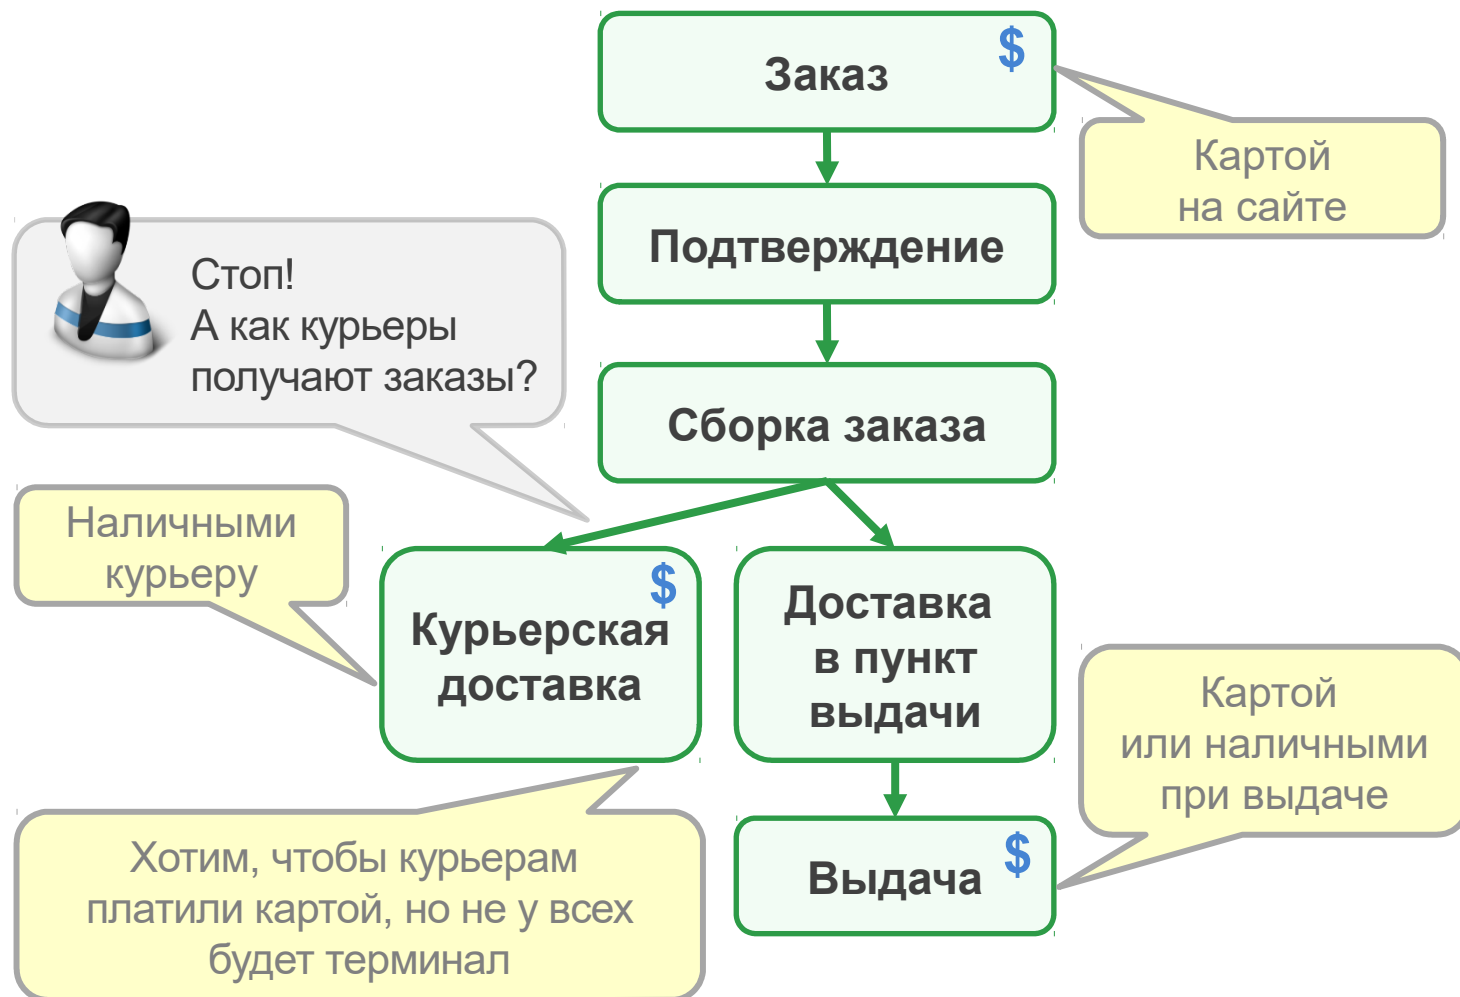 Заказ
$
Картой
на сайте
Подтверждение
Стоп!
А как курьеры
получают заказы?
Сборка заказа
Наличными
курьеру
$
Курьерская
доставка
Доставка
в пункт
выдачи
Картой
или наличными
при выдаче
Хотим, чтобы курьерам
платили картой, но не у всех
будет терминал
Выдача
$